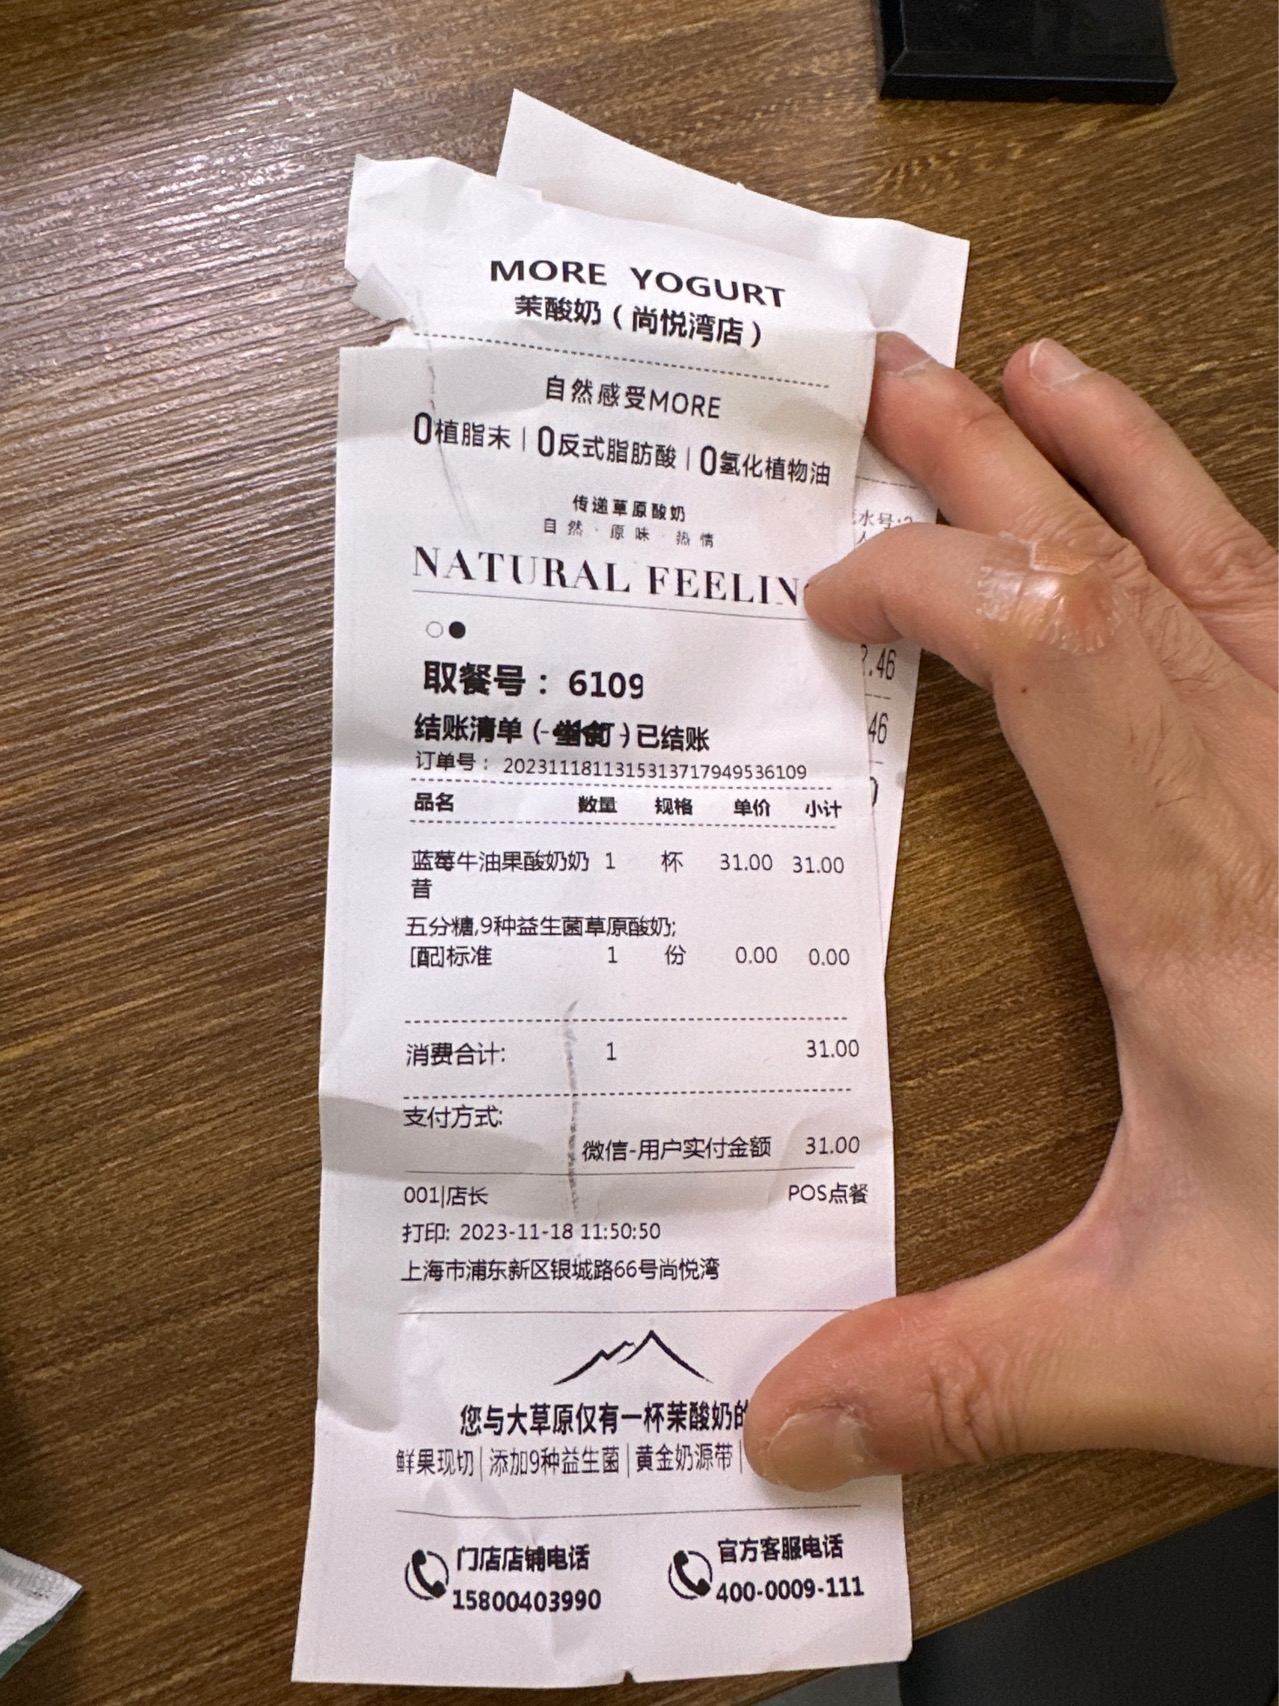 MORE YOGURT
茉酸奶（尚悦湾店）
自然感受MORE
0植脂末｜0反式脂肪酸｜0氢化植物油
传递草原酸奶
自然·原味·热情
NATURAL FEELIN
取餐号：6109
结账清单(- -)已结账
订单号： 2023111811315313717949536109
品名 数量 规格 单价 小计
蓝莓牛油果酸奶奶 1 杯 31.00 31.00
昔
五分糖,9种益生菌草原酸奶;
[配]标准 1 份 0.00 0.00
消费合计: 1 31.00
支付方式:
微信-用户实付金额 31.00
001|店长 POS点餐
打印: 2023-11-18 11:50:50
上海市浦东新区银城路66号尚悦湾
您与大草原仅有一杯茉酸奶的
鲜果现切│添加9种益生菌│黄金奶源带│
门店店铺电话
15800403990
官方客服电话
400-0009-111
水号:
.46
46